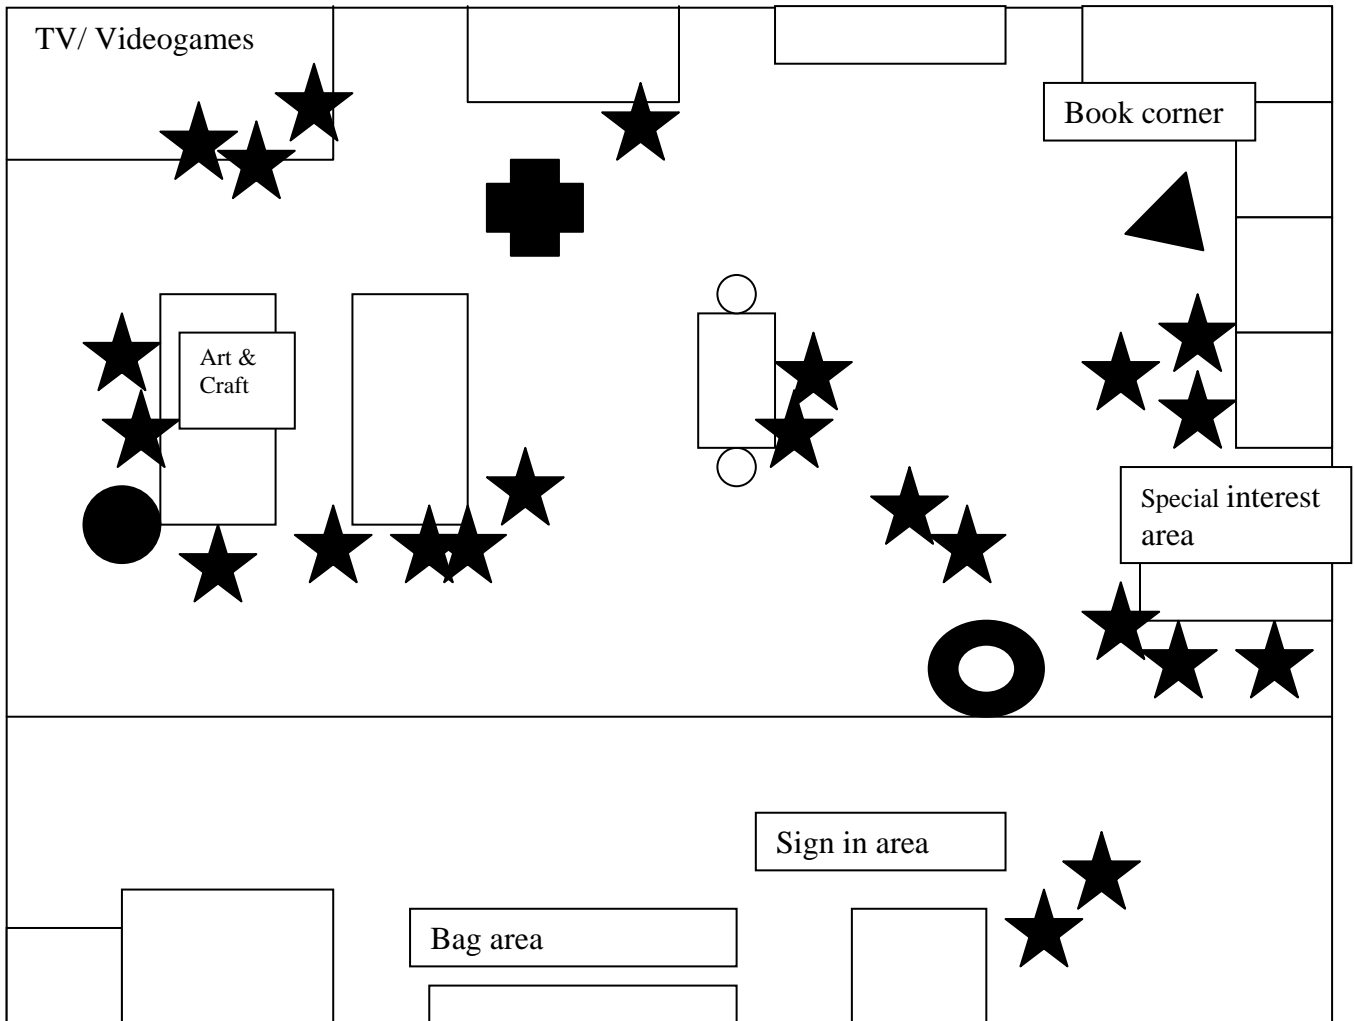 TV/ Videogames
Book corner
Art &
Craft
Special interest
area
Sign in area
Bag area